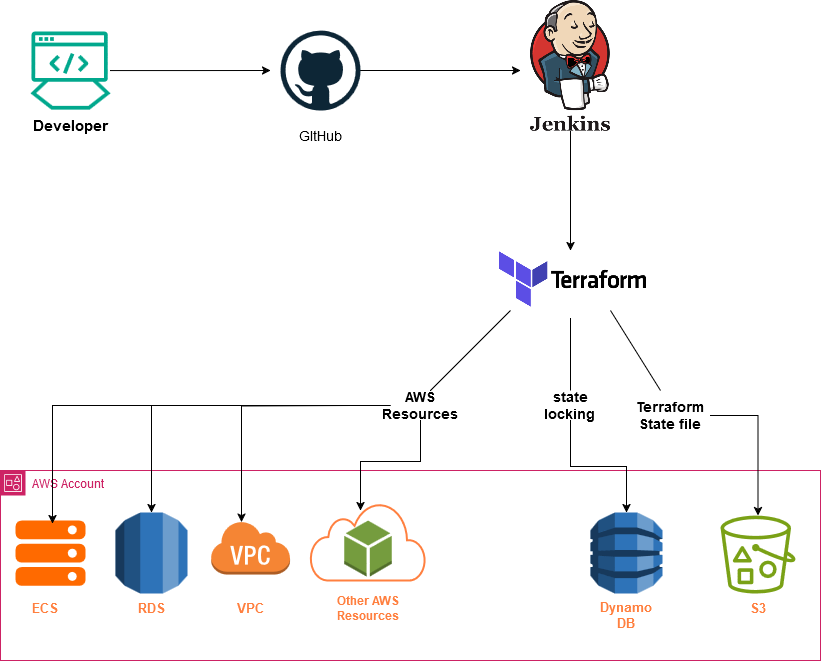 Developer
GItHub
Jenkins
Terraform
AWS
Resources
state
locking
Terraform
State file
AWS Account
VPC
ECS
RDS
VPC
Other AWS
Resources
Dynamo
DB
S3